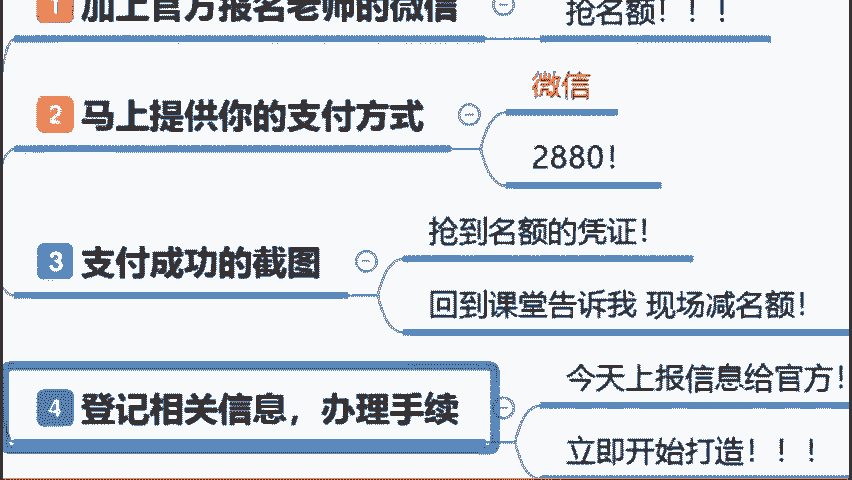 1 加上官方报名老师的微信
抢名额！！！
2 马上提供你的支付方式
微信
2880！
3 支付成功的截图
抢到名额的凭证！
回到课堂告诉我 现场减名额！
4 登记相关信息，办理手续
今天上报信息给官方！
立即开始打造！！！